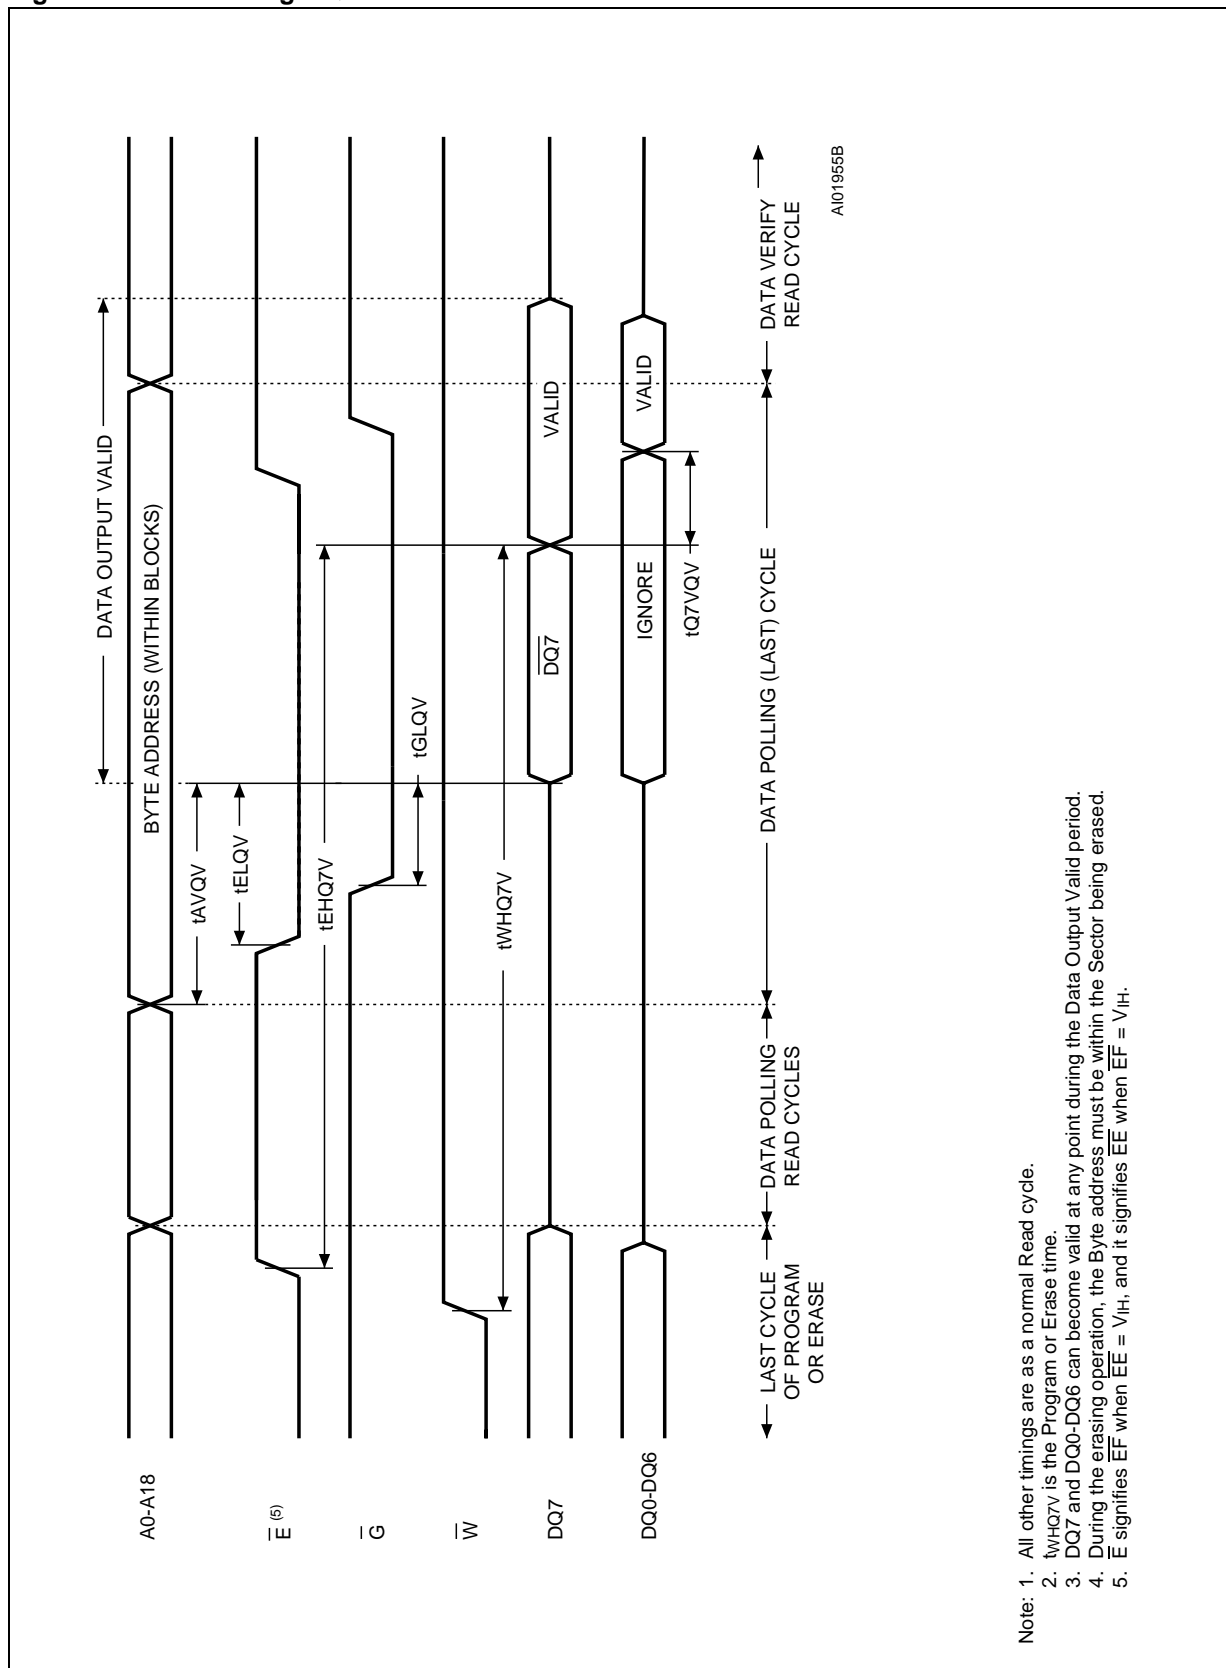 A0-A18
BYTE ADDRESS (WITHIN BLOCKS)
DATA OUTPUT VALID
tAVQV
tELQV
E (5)
tEHQ7V
G
tGLQV
W
tWHQ7V
DQ7
DQ7
VALID
DQ0-DQ6
IGNORE
VALID
tQ7VQV
LAST CYCLE
OF PROGRAM
OR ERASE
DATA POLLING
READ CYCLES
DATA POLLING (LAST) CYCLE
DATA VERIFY
READ CYCLE
AI01955B
Note: 1. All other timings are as a normal Read cycle.
2. tWHQ7V is the Program or Erase time.
3. DQ7 and DQ0-DQ6 can become valid at any point during the Data Output Valid period.
4. During the erasing operation, the Byte address must be within the Sector being erased.
5. E signifies EF when EE = VIH, and it signifies EE when EF = VIH.